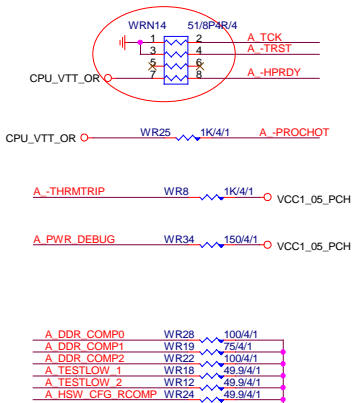 WRN14 51/8P4R/4
1 2 A_TCK
3 4 A_-TRST
5 6
CPU_VTT_OR 7 8 A_-HPRDY
CPU_VTT_OR WR25 1K/4/1 A_-PROCHOT
A_-THRMTRIP WR8 1K/4/1 VCC1_05_PCH
A_PWR_DEBUG WR34 150/4/1 VCC1_05_PCH
A_DDR_COMP0 WR28 100/4/1
A_DDR_COMP1 WR19 75/4/1
A_DDR_COMP2 WR22 100/4/1
A_TESTLOW_1 WR18 49.9/4/1
A_TESTLOW_2 WR12 49.9/4/1
A_HSW_CFG_RCOMP WR24 49.9/4/1